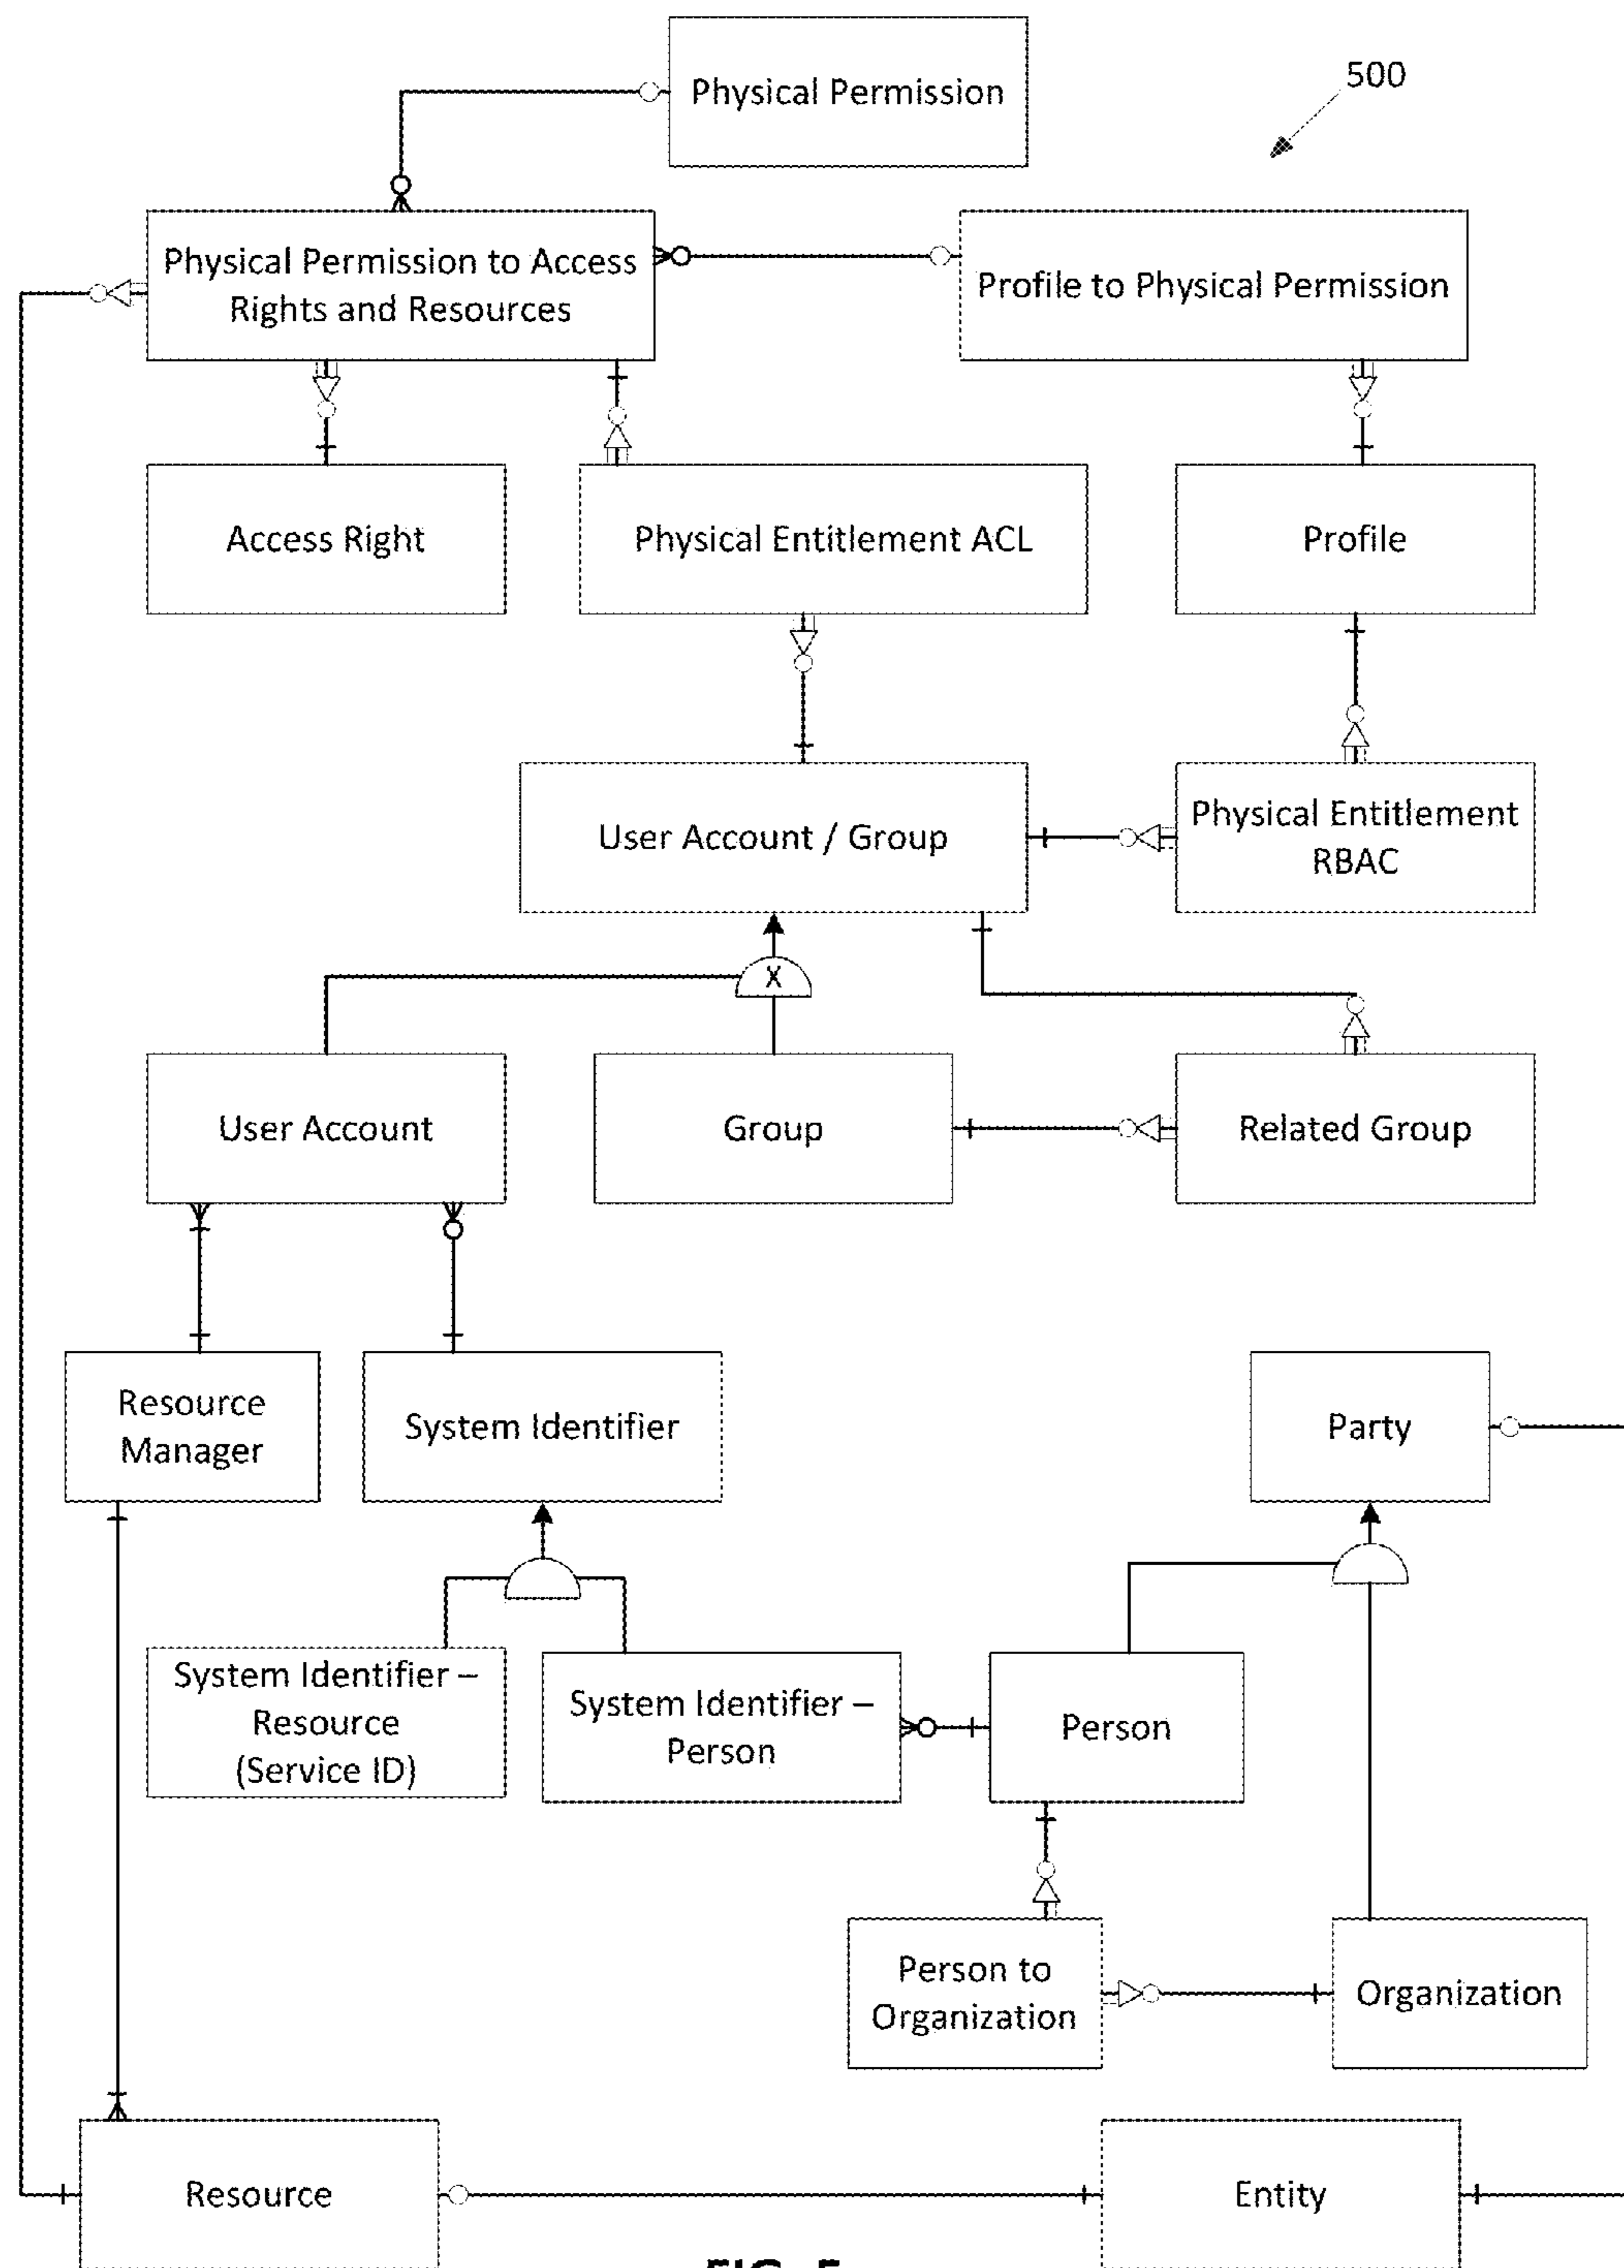 Physical Permission
500
Physical Permission to Access
Rights and Resources
Profile to Physical Permission
Access Right
Physical Entitlement ACL
Profile
User Account / Group
Physical Entitlement
RBAC
X
User Account
Group
Related Group
Resource
Manager
System Identifier
Party
System Identifier –
Resource
(Service ID)
System Identifier –
Person
Person
Person to
Organization
Organization
Resource
Entity
FIG. 5